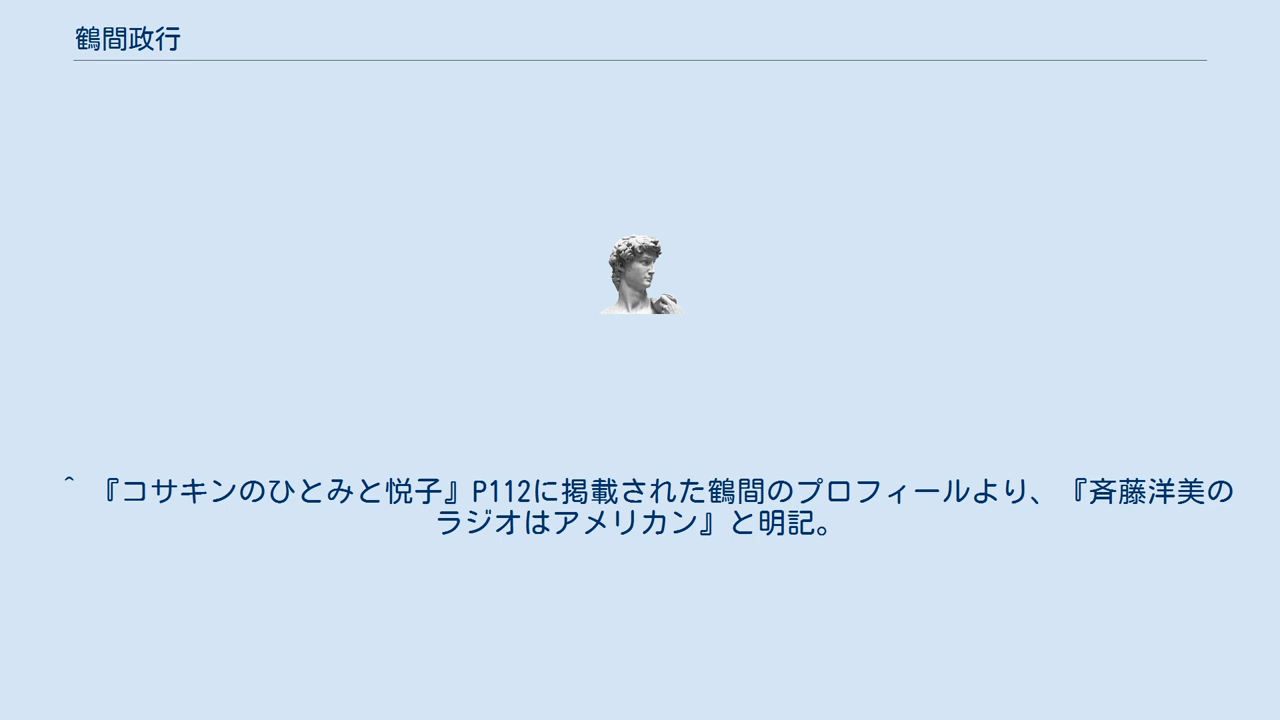 鶴間政行
^ 『コサキンのひとみと悦子』P112に掲載された鶴間のプロフィールより、『斉藤洋美の
ラジオはアメリカン』と明記。